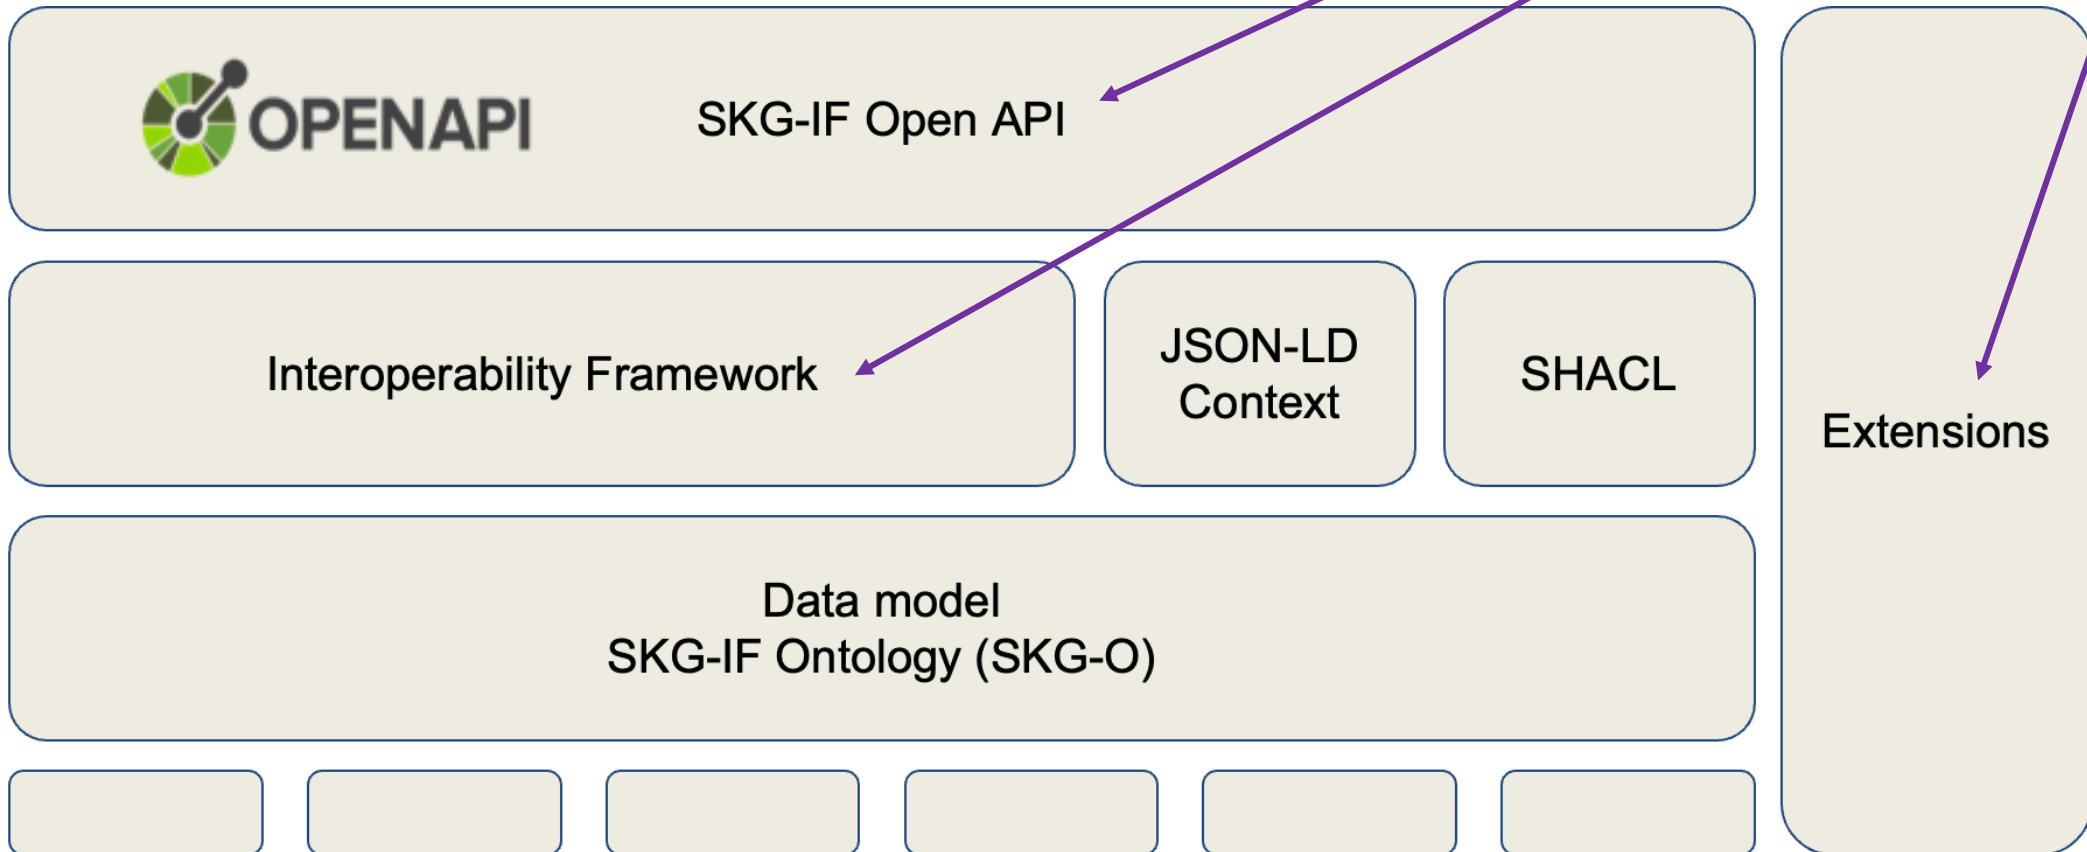 OPENAPI
SKG-IF Open API
Interoperability Framework
JSON-LD
Context
SHACL
Extensions
Data model
SKG-IF Ontology (SKG-O)